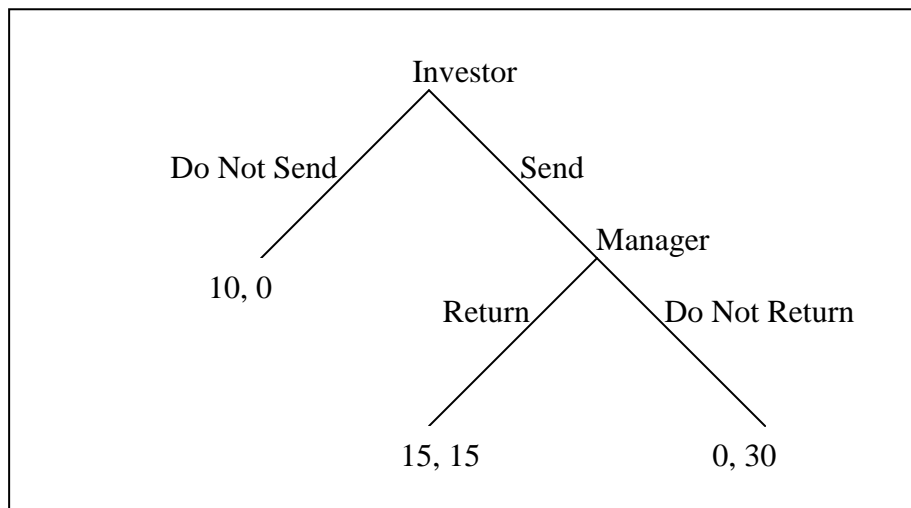 Investor
Do Not Send
Send
Manager
10, 0
Return
Do Not Return
15, 15
0, 30